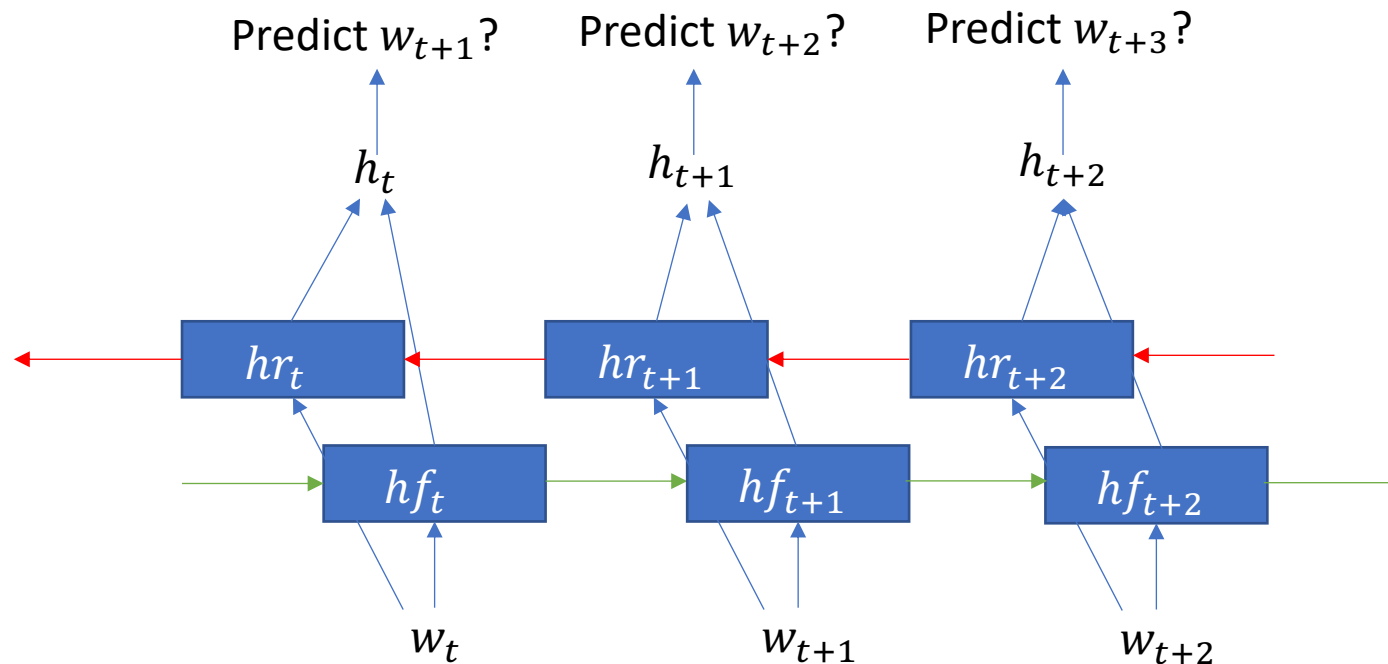 Predict $w_{t+1}$? Predict $w_{t+2}$? Predict $w_{t+3}$?
$h_t$ $h_{t+1}$ $h_{t+2}$
$hr_t$ $hr_{t+1}$ $hr_{t+2}$
$hf_t$ $hf_{t+1}$ $hf_{t+2}$
$w_t$ $w_{t+1}$ $w_{t+2}$